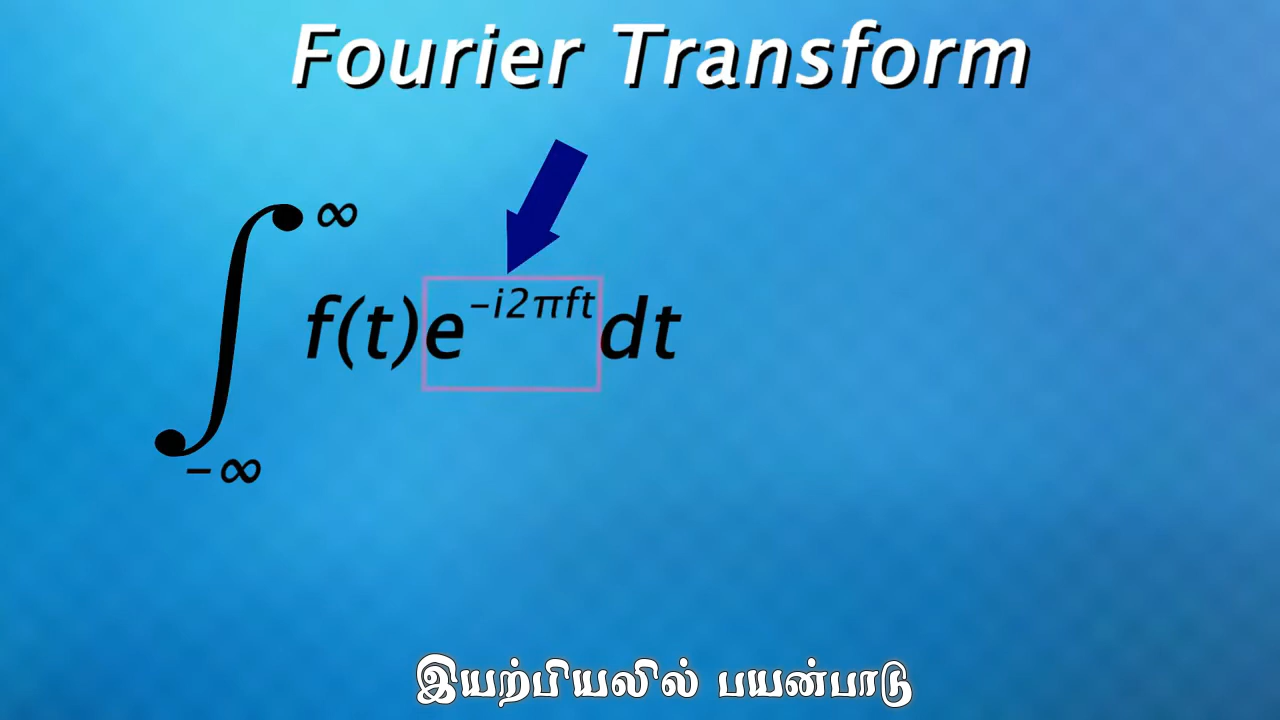 Fourier Transform
∫₋∞^∞ f(t)e^(-i2πft)dt
இயற்பியலில் பயன்பாடு